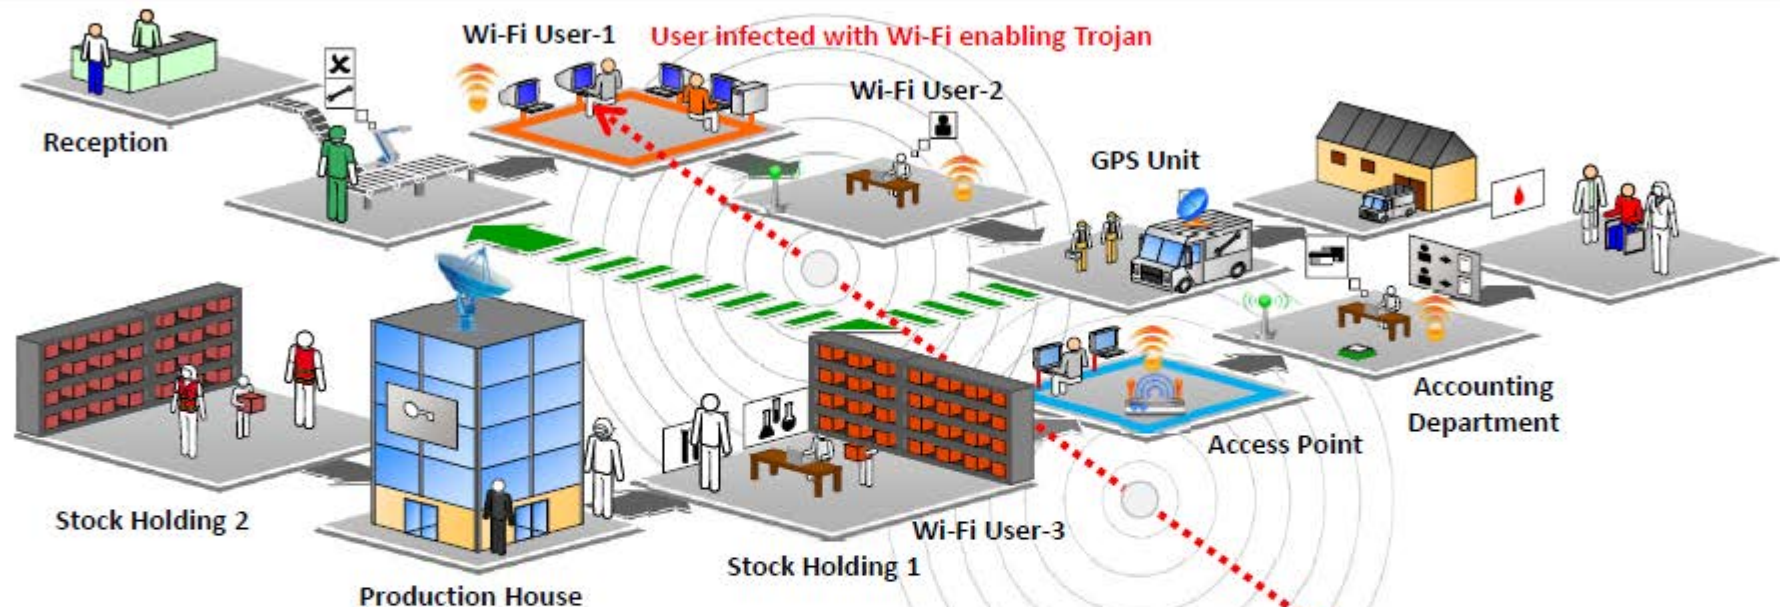 Wi-Fi User-1
User infected with Wi-Fi enabling Trojan
Wi-Fi User-2
Reception
GPS Unit
Accounting
Department
Access Point
Stock Holding 2
Wi-Fi User-3
Stock Holding 1
Production House